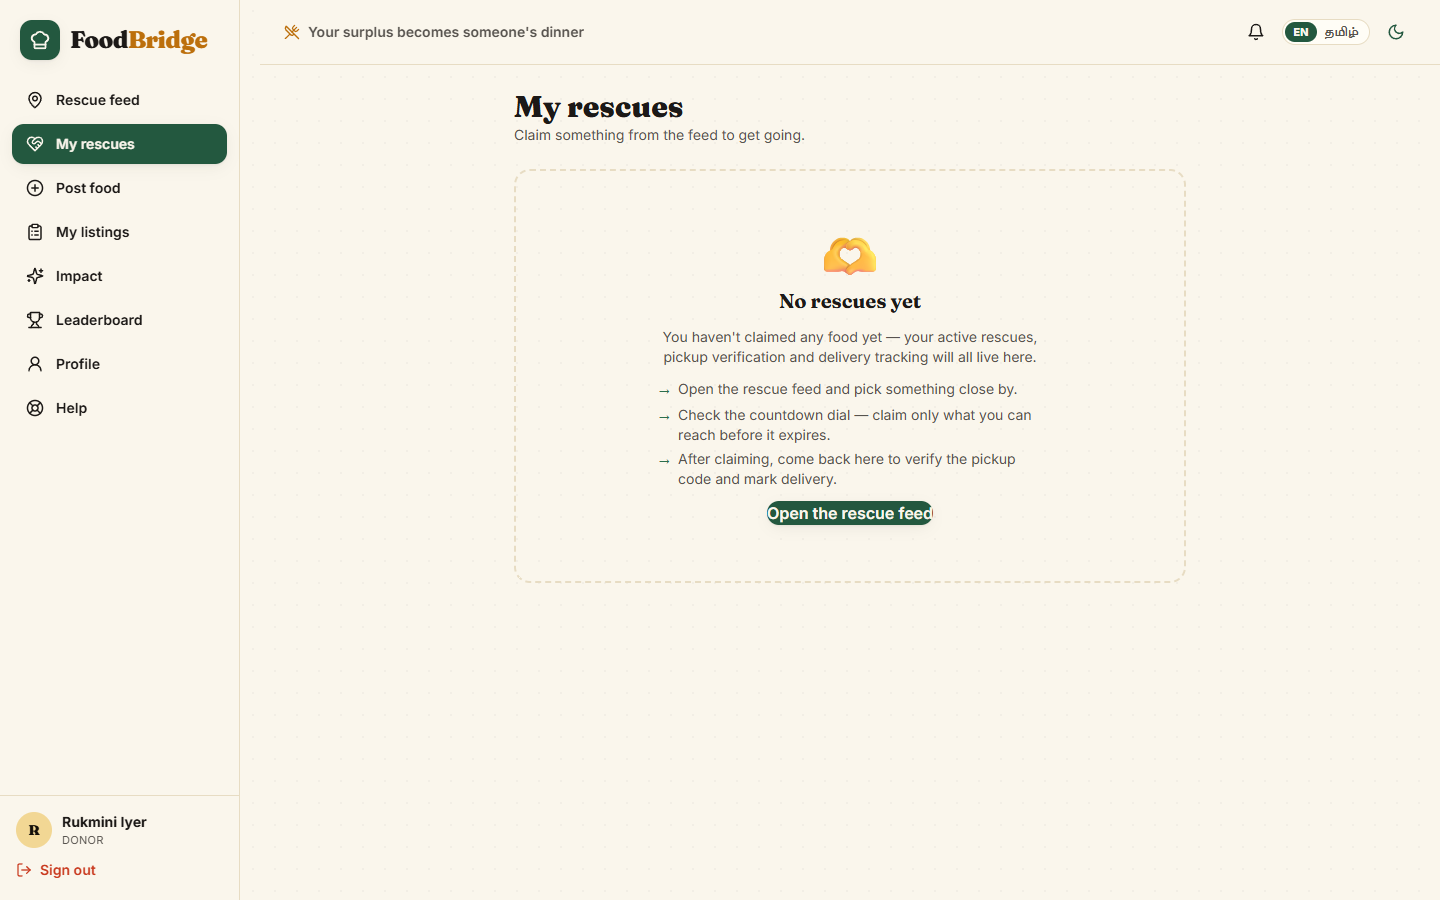 FoodBridge
Your surplus becomes someone's dinner
EN
தமிழ்
Rescue feed
My rescues
Post food
My listings
Impact
Leaderboard
Profile
Help
My rescues
Claim something from the feed to get going.
No rescues yet
You haven't claimed any food yet — your active rescues,
pickup verification and delivery tracking will all live here.
→ Open the rescue feed and pick something close by.
→ Check the countdown dial — claim only what you can
reach before it expires.
→ After claiming, come back here to verify the pickup
code and mark delivery.
Open the rescue feed
R
Rukmini Iyer
DONOR
Sign out